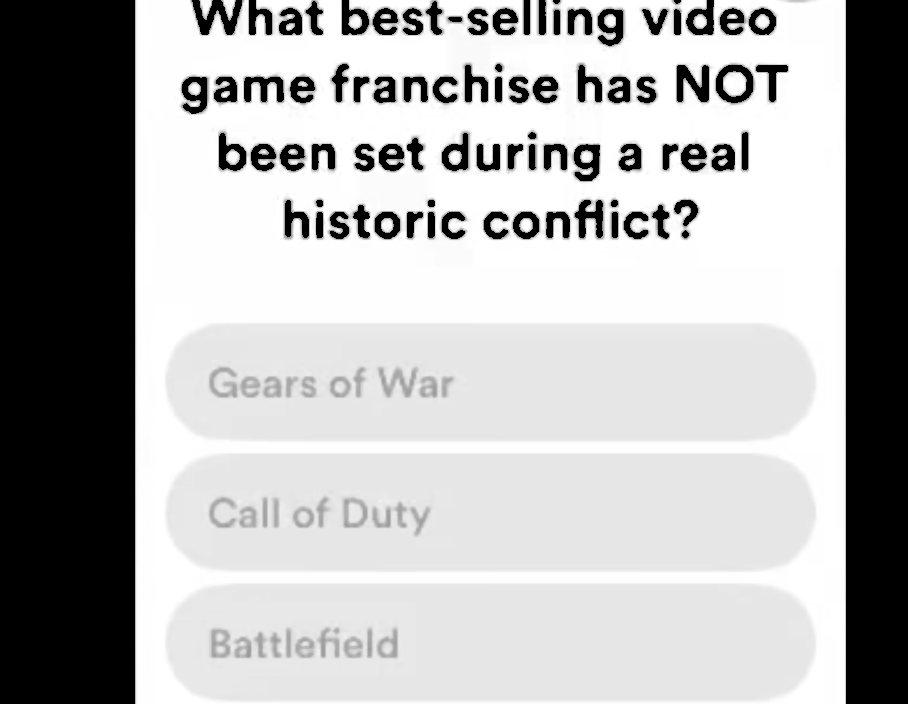 What best-selling video
game franchise has NOT
been set during a real
historic conflict?
Gears of War
Call of Duty
Battlefield